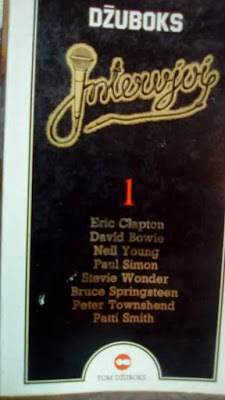 DŽUBOKS
Intervjui
1
Eric Clapton
David Bowie
Neil Young
Paul Simon
Stevie Wonder
Bruce Springsteen
Peter Townshend
Patti Smith
TOM DŽUBOKS